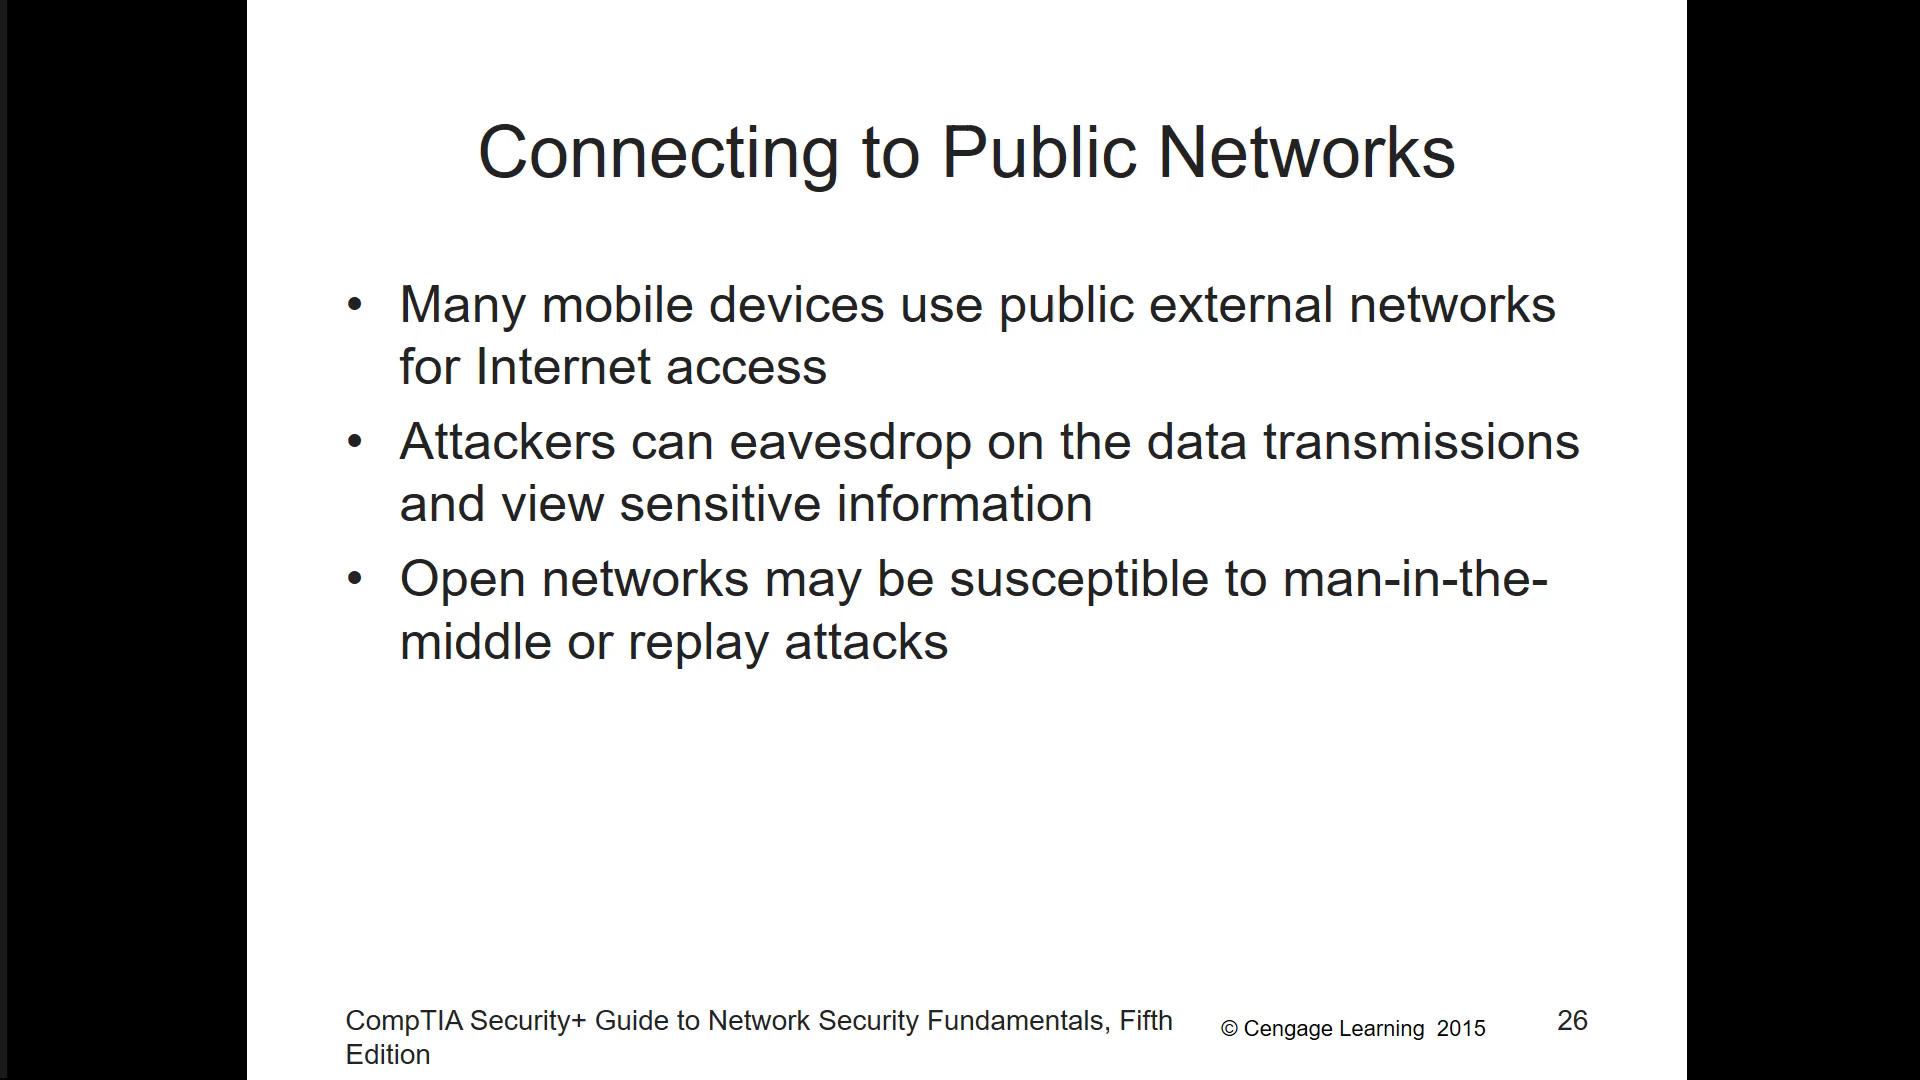 Connecting to Public Networks
• Many mobile devices use public external networks
for Internet access
• Attackers can eavesdrop on the data transmissions
and view sensitive information
• Open networks may be susceptible to man-in-the-
middle or replay attacks
CompTIA Security+ Guide to Network Security Fundamentals, Fifth
Edition
© Cengage Learning 2015
26